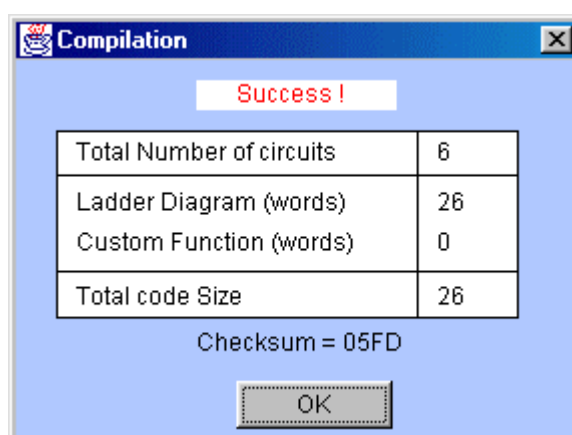 Compilation
Success !
Total Number of circuits 6
Ladder Diagram (words) 26
Custom Function (words) 0
Total code Size 26
Checksum = 05FD
OK